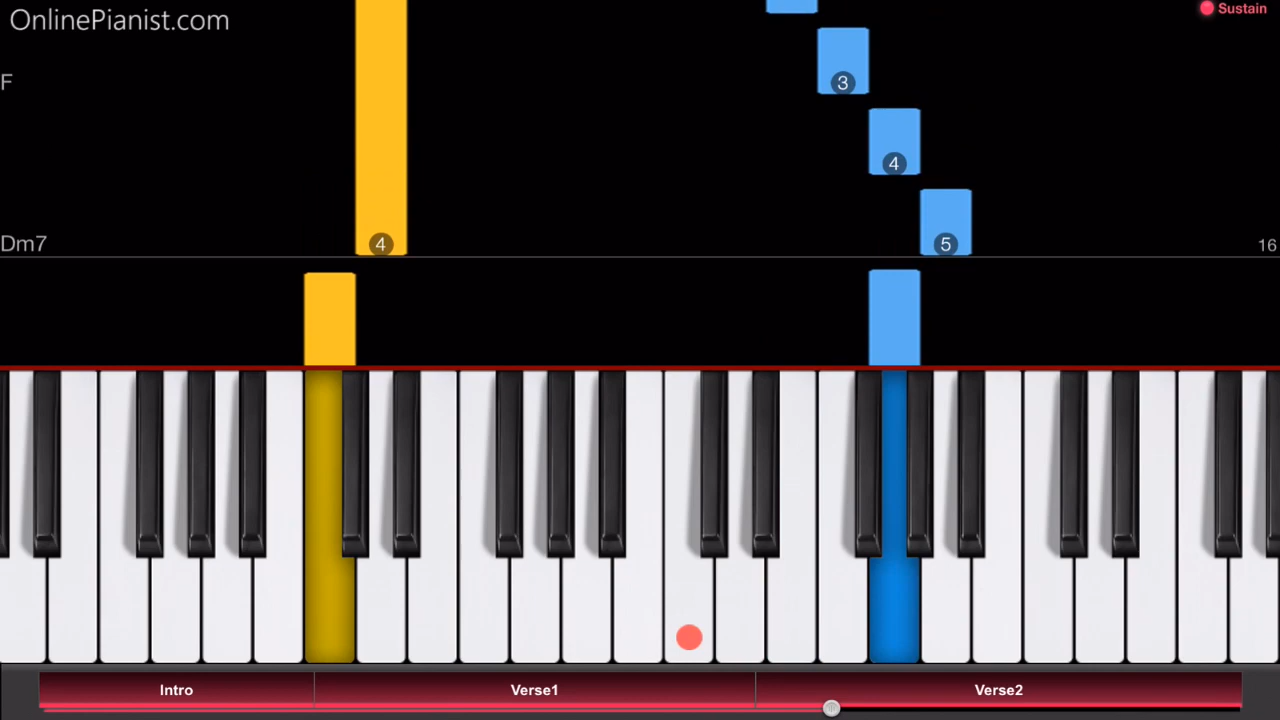 OnlinePianist.com
Sustain
F
3
4
Dm7
4
5
16
Intro
Verse1
Verse2